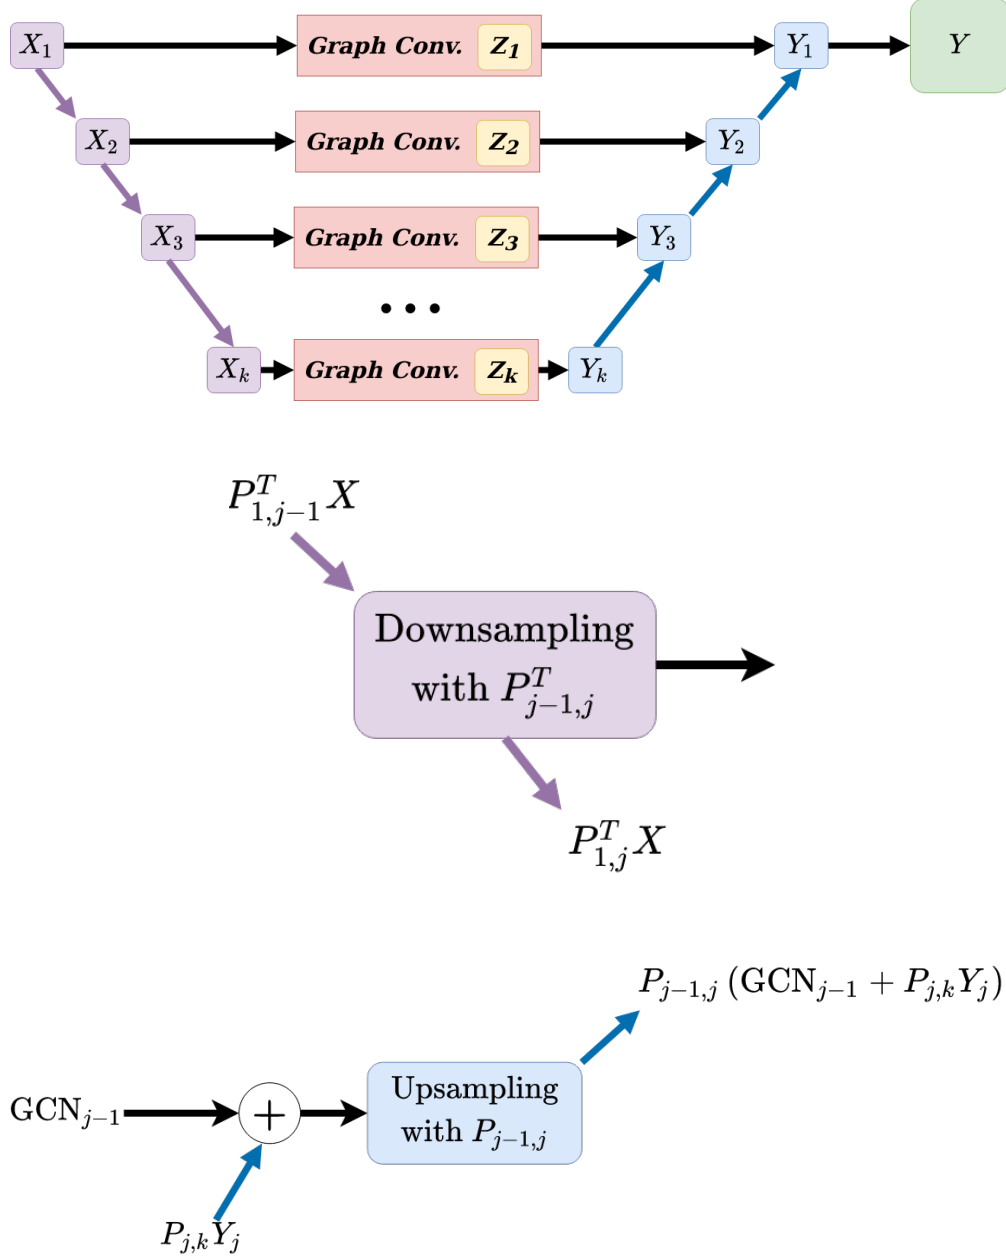 X₁ Graph Conv. Z₁ Y₁ Y
X₂ Graph Conv. Z₂ Y₂
X₃ Graph Conv. Z₃ Y₃
...
Xₖ Graph Conv. Zₖ Yₖ
P^T_{1,j−1} X
Downsampling
with P^T_{j−1,j}
P^T_{1,j} X
P_{j−1,j} (GCN_{j−1} + P_{j,k} Y_j)
Upsampling
GCN_{j−1} +
with P_{j−1,j}
P_{j,k} Y_j